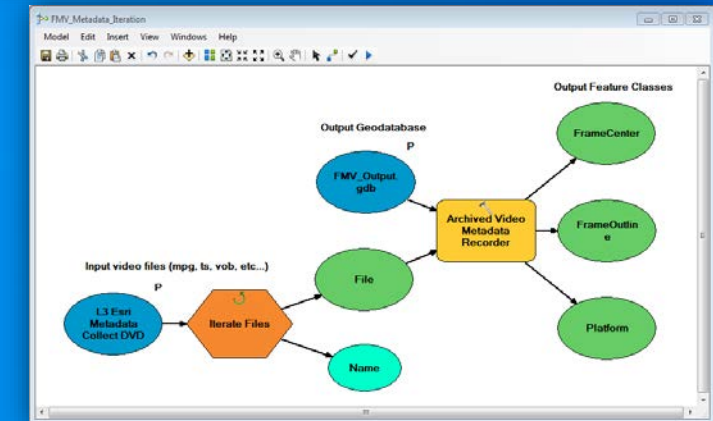 FMV_Metadata_Iteration
Model Edit Insert View Windows Help
Output Feature Classes
Output Geodatabase
P
FrameCenter
FMV_Output.
gdb
Archived Video
Metadata
Recorder
FrameOutlin
e
Input video files (mpg, ts, vob, etc...)
P
File
L3 Esri
Metadata
Collect DVD
Iterate Files
Platform
Name